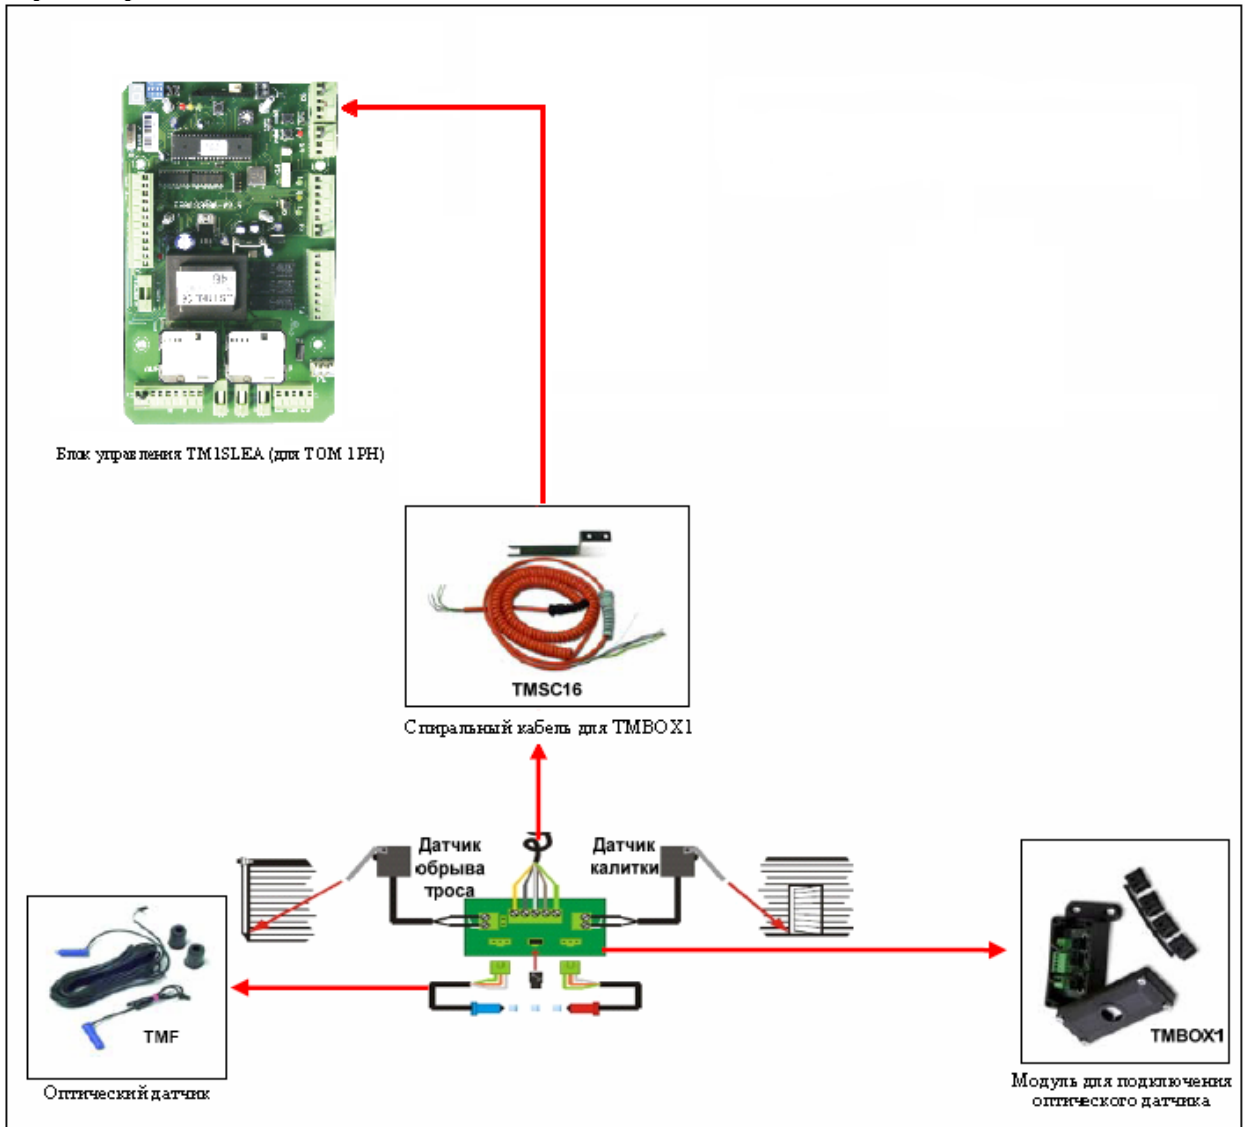 Блок управления TM1SLEA (для TOM 1PH)
TMSC16
Спиральный кабель для TMBOX1
Датчик
обрыва
троса
Датчик
калитки
TMF
Оптический датчик
TMBOX1
Модуль для подключения
оптического датчика